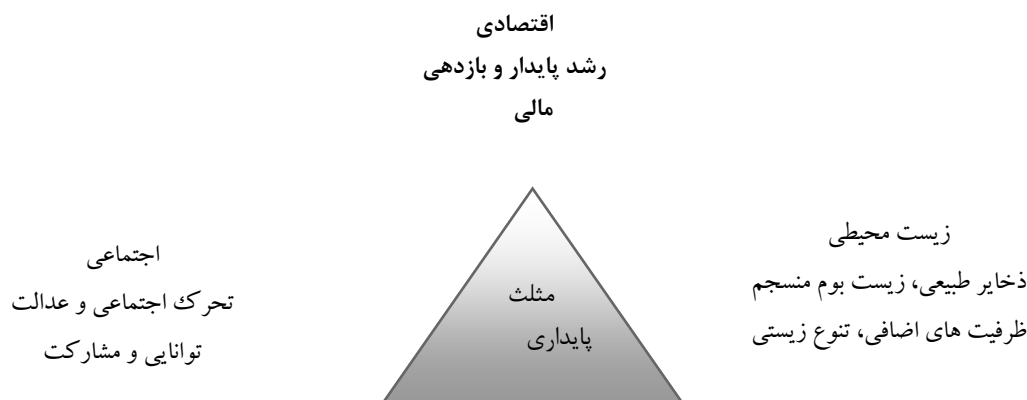 اقتصادی
رشد پایدار و بازدهی
مالی
زیست محیطی
ذخایر طبیعی، زیست بوم منسجم
ظرفیت های اضافی، تنوع زیستی
مثلث
پایداری
اجتماعی
تحرک اجتماعی و عدالت
توانایی و مشارکت